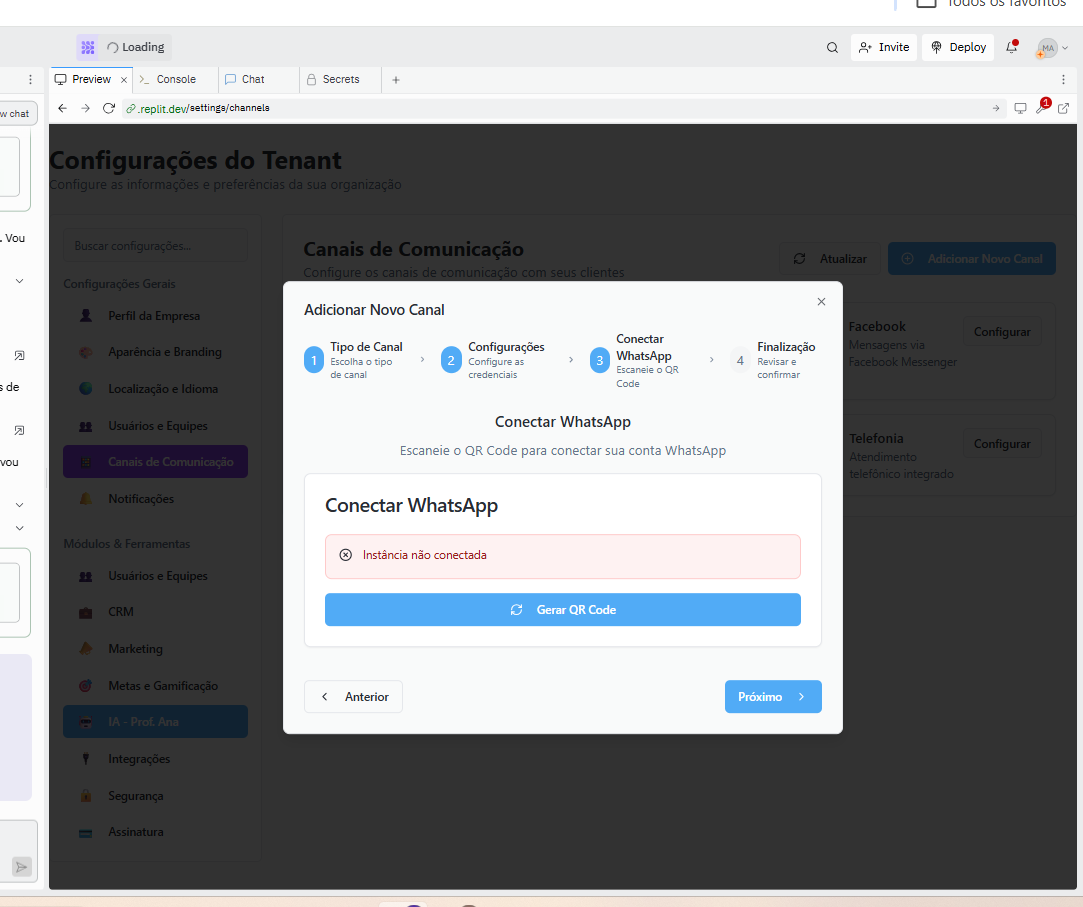 Todos os favoritos
Loading
Invite
Deploy
MA
Preview
Console
Chat
Secrets
.replit.dev/settings/channels
1
w chat
. Vou
s de
vou
Configurações do Tenant
Configure as informações e preferências da sua organização
Buscar configurações...
Configurações Gerais
Perfil da Empresa
Aparência e Branding
Localização e Idioma
Usuários e Equipes
Canais de Comunicação
Notificações
Módulos & Ferramentas
Usuários e Equipes
CRM
Marketing
Metas e Gamificação
IA - Prof. Ana
Integrações
Segurança
Assinatura
Canais de Comunicação
Configure os canais de comunicação com seus clientes
Atualizar
Adicionar Novo Canal
Facebook
Mensagens via
Facebook Messenger
Configurar
Telefonia
Atendimento
telefônico integrado
Configurar
Adicionar Novo Canal
1
Tipo de Canal
Escolha o tipo
de canal
2
Configurações
Configure as
credenciais
3
Conectar
WhatsApp
Escaneie o QR
Code
4
Finalização
Revisar e
confirmar
Conectar WhatsApp
Escaneie o QR Code para conectar sua conta WhatsApp
Conectar WhatsApp
Instância não conectada
Gerar QR Code
Anterior
Próximo